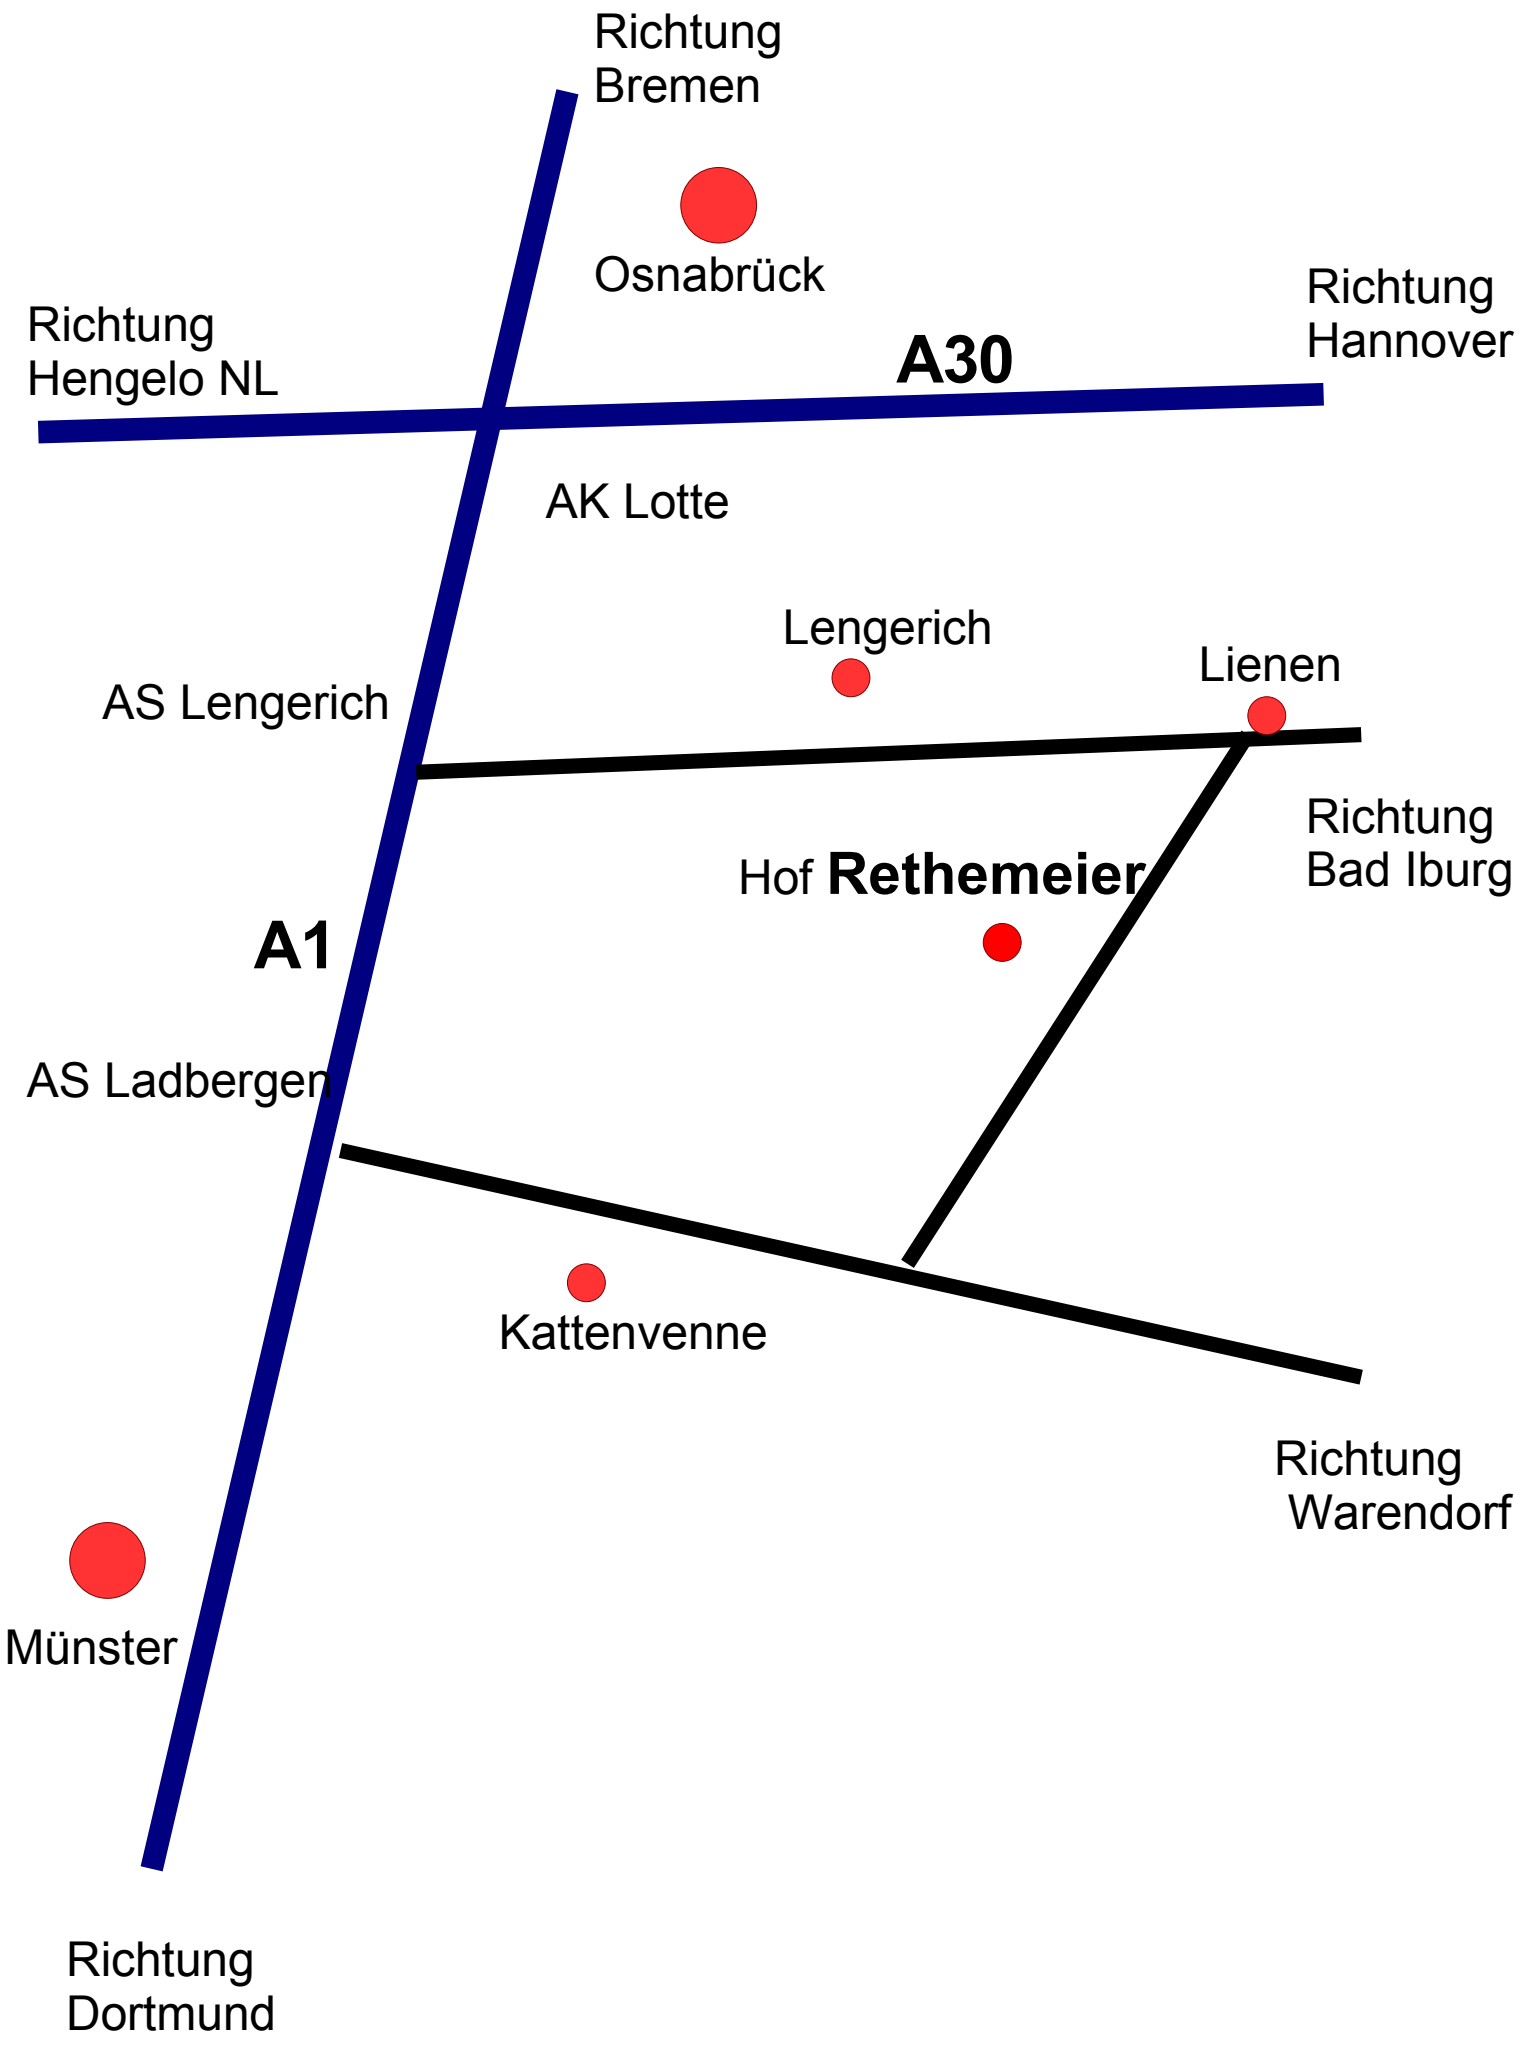 Richtung
Bremen
Osnabrück
Richtung
Hannover
Richtung
Hengelo NL
A30
AK Lotte
Lengerich
Lienen
AS Lengerich
Richtung
Bad Iburg
Hof Rethemeier
A1
AS Ladbergen
Kattenvenne
Richtung
Warendorf
Münster
Richtung
Dortmund